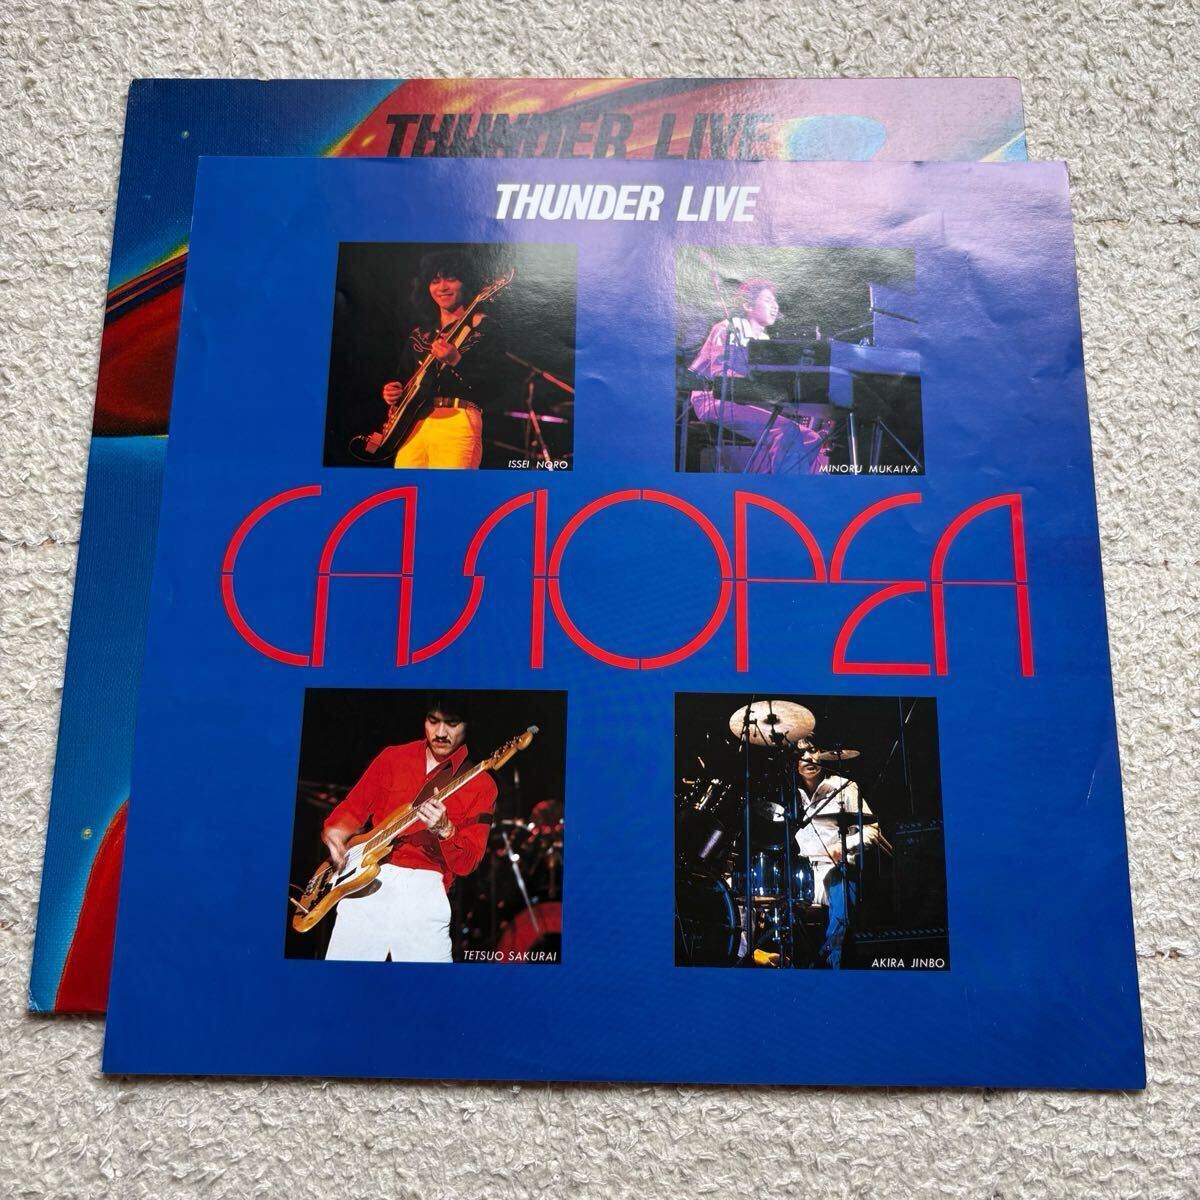 THUNDER LIVE
THUNDER LIVE
ISSEI NORO
MINORU MUKAIYA
CASIOPEA
TETSUO SAKURAI
AKIRA JINBO